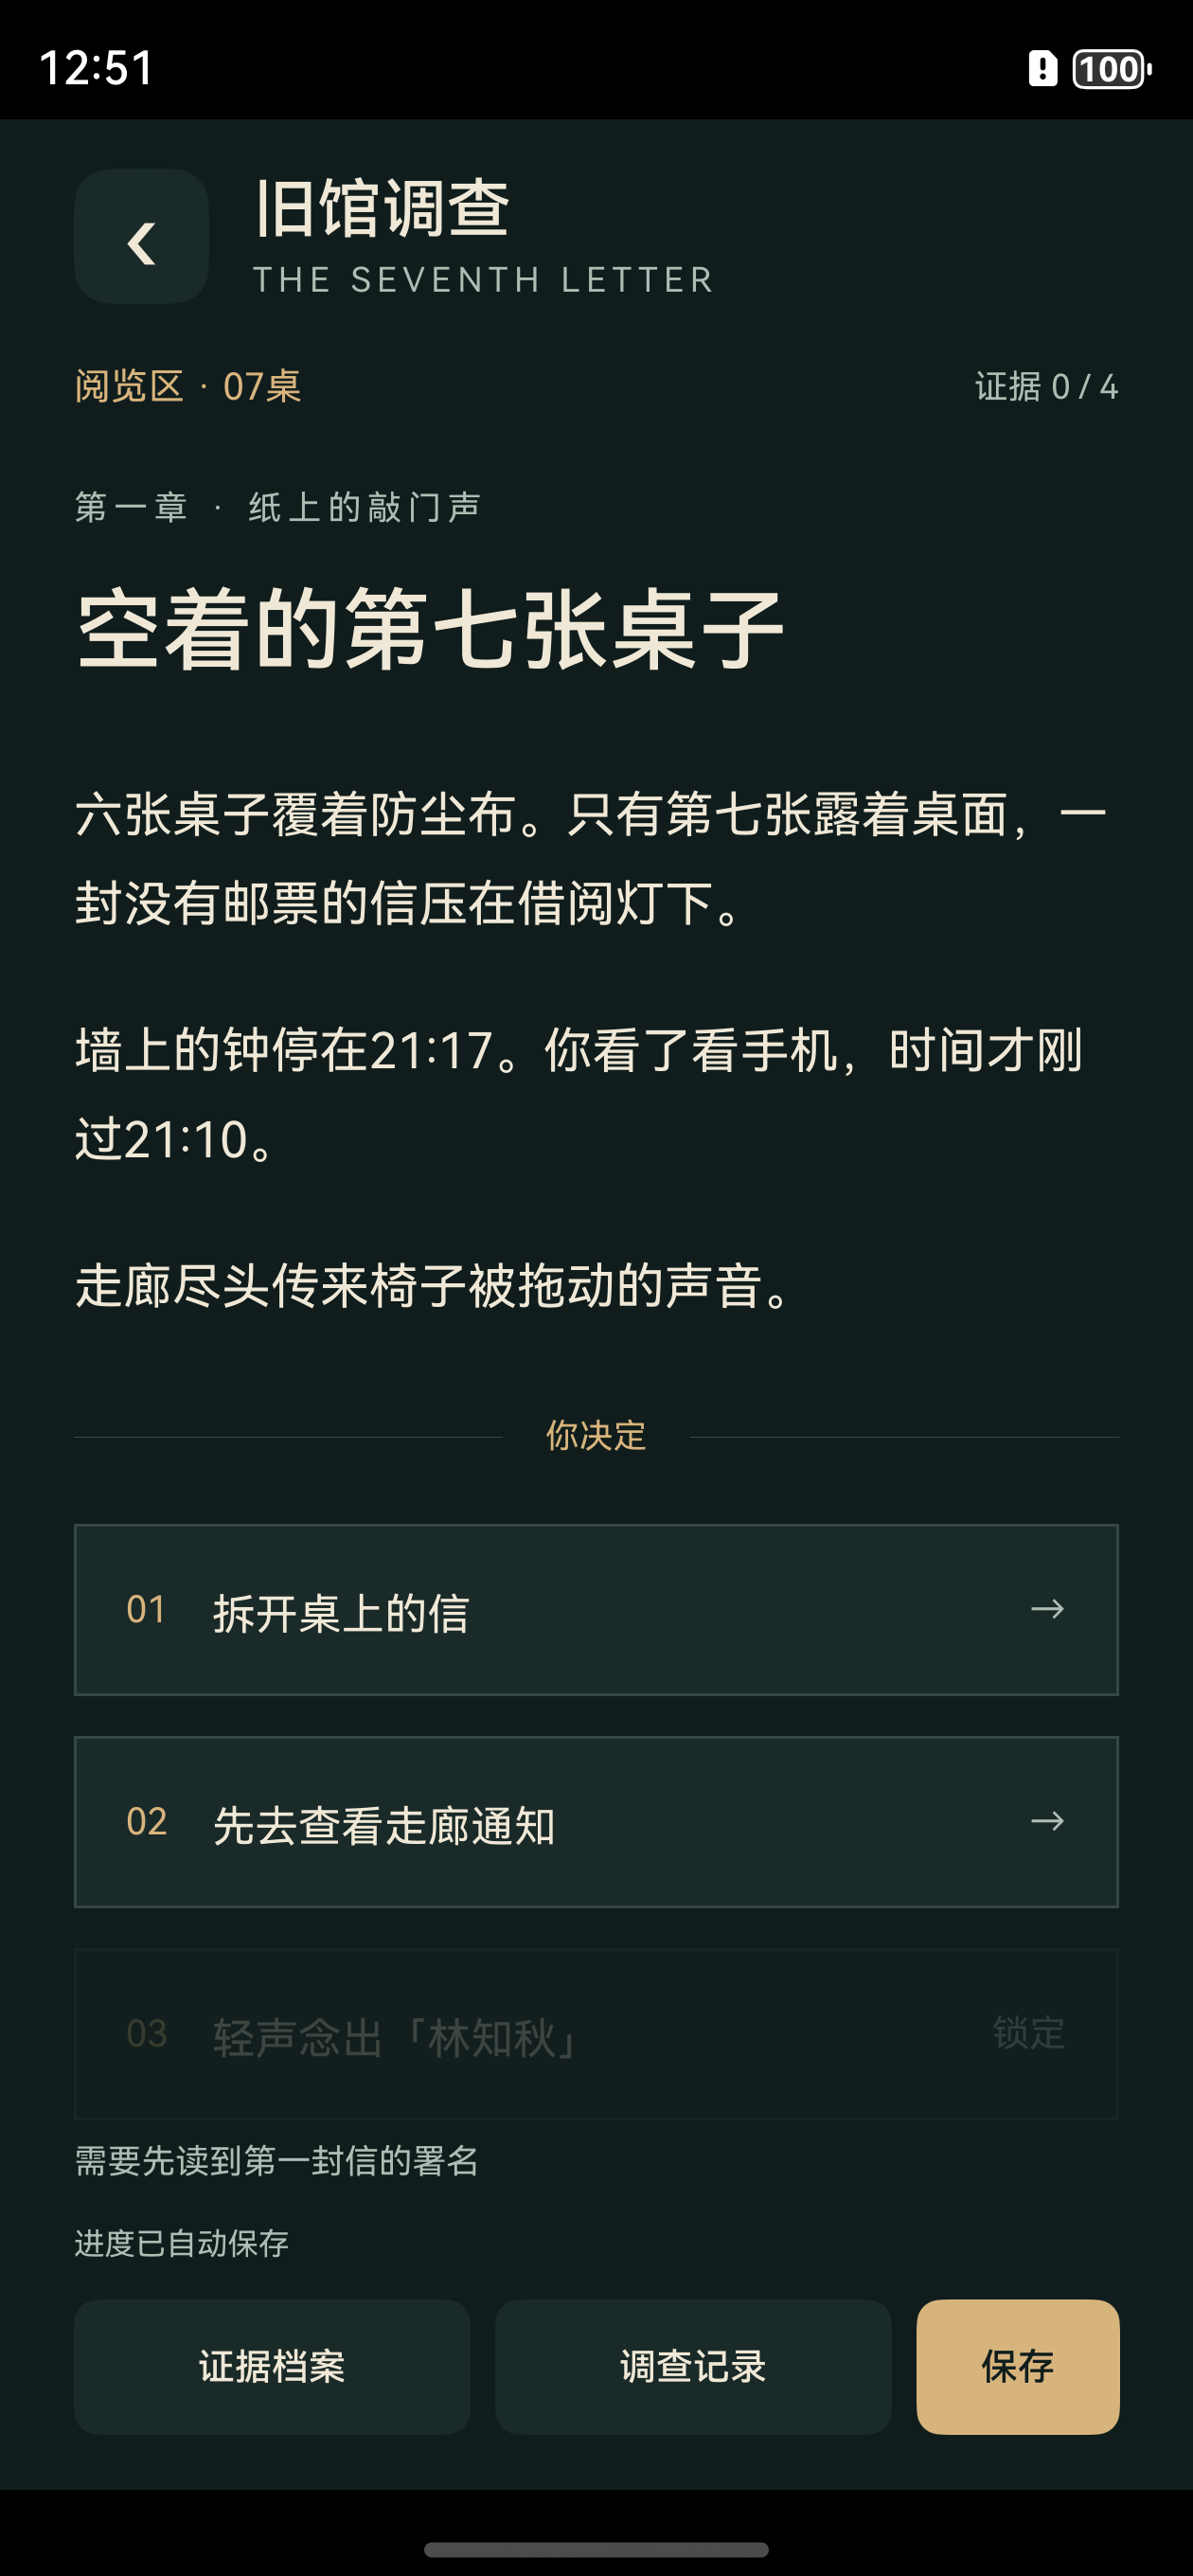 12:51
100
旧馆调查
THE SEVENTH LETTER
阅览区 · 07桌
证据 0 / 4
第一章 · 纸上的敲门声
空着的第七张桌子
六张桌子覆着防尘布。只有第七张露着桌面，一
封没有邮票的信压在借阅灯下。
墙上的钟停在21:17。你看了看手机，时间才刚
过21:10。
走廊尽头传来椅子被拖动的声音。
你决定
01 拆开桌上的信 →
02 先去查看走廊通知 →
03 轻声念出「林知秋」 锁定
需要先读到第一封信的署名
进度已自动保存
证据档案
调查记录
保存